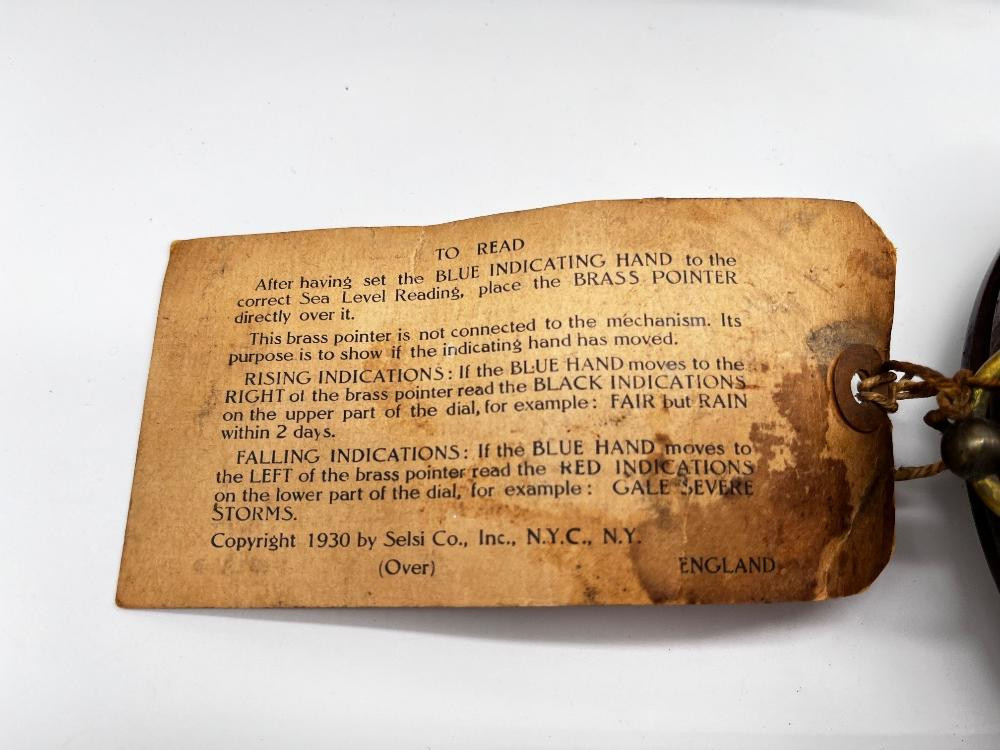 TO READ
After having set the BLUE INDICATING HAND to the
correct Sea Level Reading, place the BRASS POINTER
directly over it.
This brass pointer is not connected to the mechanism. Its
purpose is to show if the indicating hand has moved.
RISING INDICATIONS: If the BLUE HAND moves to the
RIGHT of the brass pointer read the BLACK INDICATIONS
on the upper part of the dial, for example: FAIR but RAIN
within 2 days.
FALLING INDICATIONS: If the BLUE HAND moves to
the LEFT of the brass pointer read the RED INDICATIONS
on the lower part of the dial, for example: GALE SEVERE
STORMS.
Copyright 1930 by Selsi Co., Inc., N.Y.C., N.Y.
(Over) ENGLAND